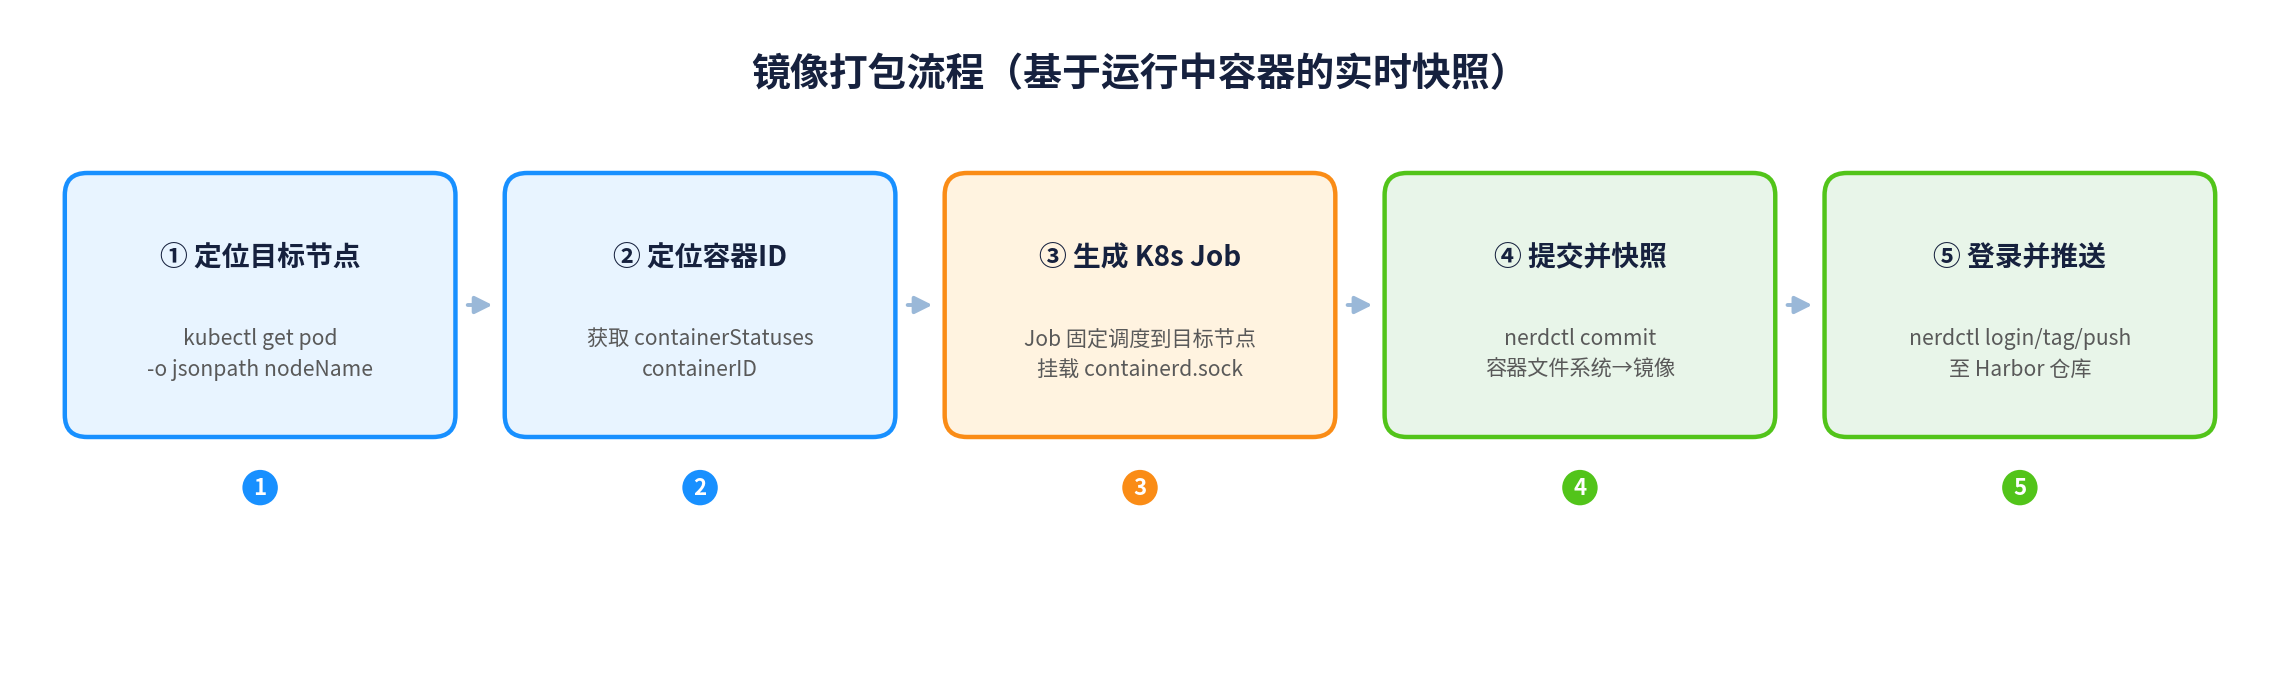 镜像打包流程（基于运行中容器的实时快照）
① 定位目标节点
kubectl get pod
-o jsonpath nodeName
1
② 定位容器ID
获取 containerStatuses
containerID
2
③ 生成 K8s Job
Job 固定调度到目标节点
挂载 containerd.sock
3
④ 提交并快照
nerdctl commit
容器文件系统→镜像
4
⑤ 登录并推送
nerdctl login/tag/push
至 Harbor 仓库
5